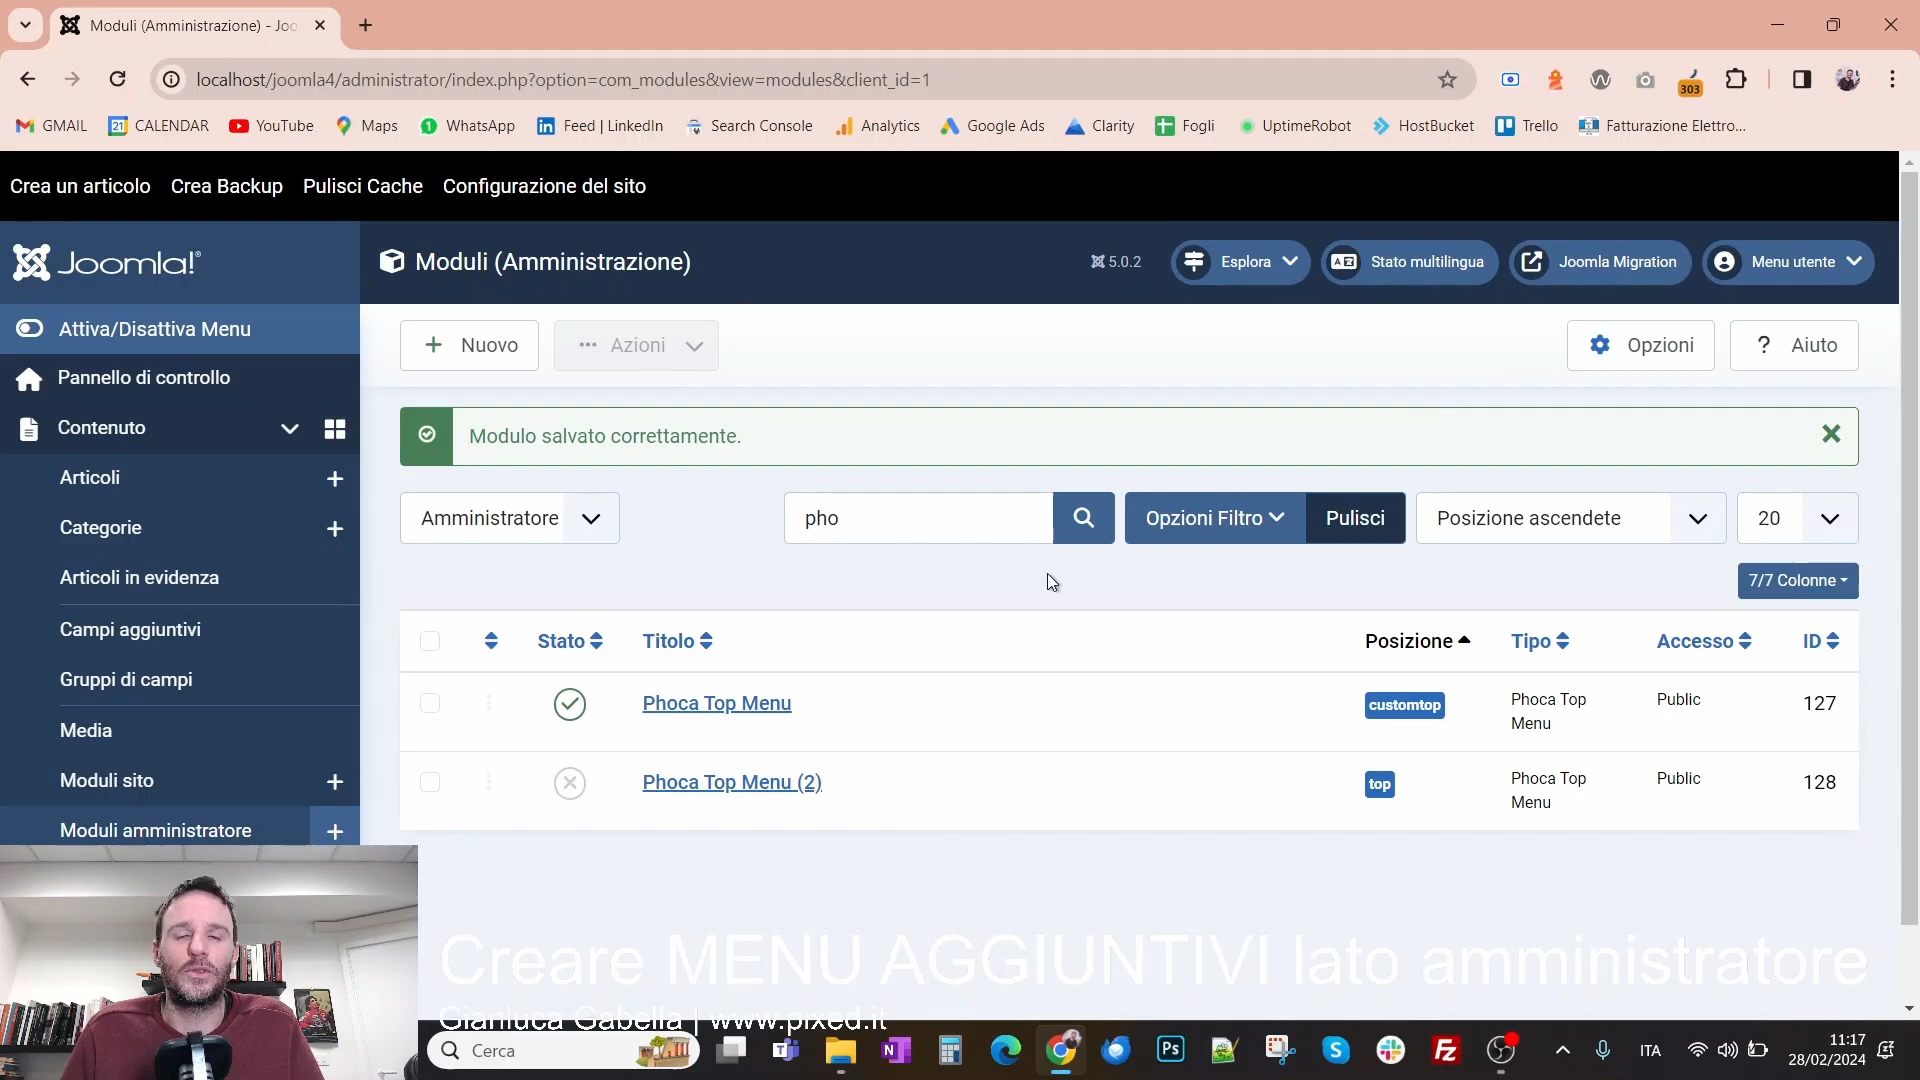 Moduli (Amministrazione) - Joo
localhost/joomla4/administrator/index.php?option=com_modules&view=modules&client_id=1
303
GMAIL
21
CALENDAR
YouTube
Maps
WhatsApp
Feed | LinkedIn
Search Console
Analytics
Google Ads
Clarity
Fogli
UptimeRobot
HostBucket
Trello
Fatturazione Elettro...
Crea un articolo
Crea Backup
Pulisci Cache
Configurazione del sito
Joomla!
Moduli (Amministrazione)
5.0.2
Esplora
Stato multilingua
Joomla Migration
Menu utente
Attiva/Disattiva Menu
Pannello di controllo
Contenuto
Articoli
Categorie
Articoli in evidenza
Campi aggiuntivi
Gruppi di campi
Media
Moduli sito
Moduli amministratore
Nuovo
Azioni
Opzioni
Aiuto
Modulo salvato correttamente.
Amministratore
pho
Opzioni Filtro
Pulisci
Posizione ascendete
20
7/7 Colonne
Stato
Titolo
Posizione
Tipo
Accesso
ID
Phoca Top Menu
customtop
Phoca Top
Menu
Public
127
Phoca Top Menu (2)
top
Phoca Top
Menu
Public
128
Creare MENU AGGIUNTIVI lato amministratore
Gianluca Gabella | www.pixed.it
Cerca
Ps
Fz
ITA
11:17
28/02/2024